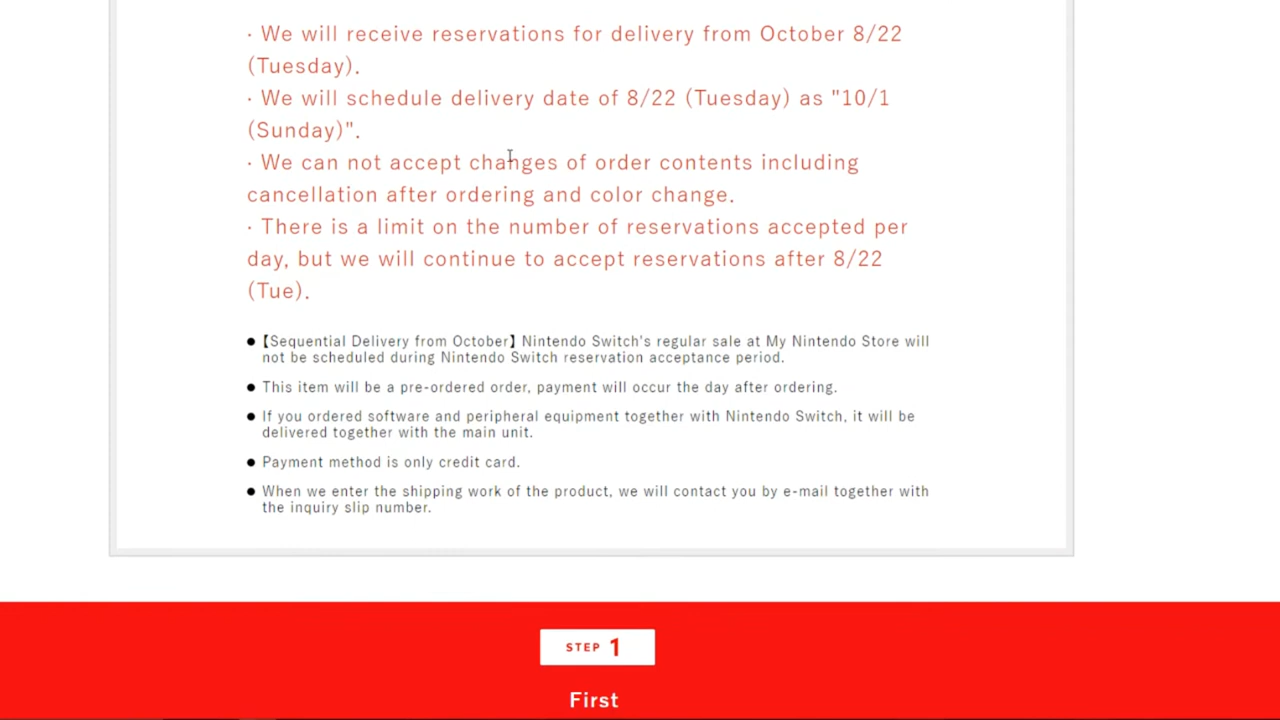 · We will receive reservations for delivery from October 8/22
(Tuesday).
· We will schedule delivery date of 8/22 (Tuesday) as "10/1
(Sunday)".
· We can not accept changes of order contents including
cancellation after ordering and color change.
· There is a limit on the number of reservations accepted per
day, but we will continue to accept reservations after 8/22
(Tue).
● 【Sequential Delivery from October】 Nintendo Switch's regular sale at My Nintendo Store will
not be scheduled during Nintendo Switch reservation acceptance period.
● This item will be a pre-ordered order, payment will occur the day after ordering.
● If you ordered software and peripheral equipment together with Nintendo Switch, it will be
delivered together with the main unit.
● Payment method is only credit card.
● When we enter the shipping work of the product, we will contact you by e-mail together with
the inquiry slip number.
STEP 1
First